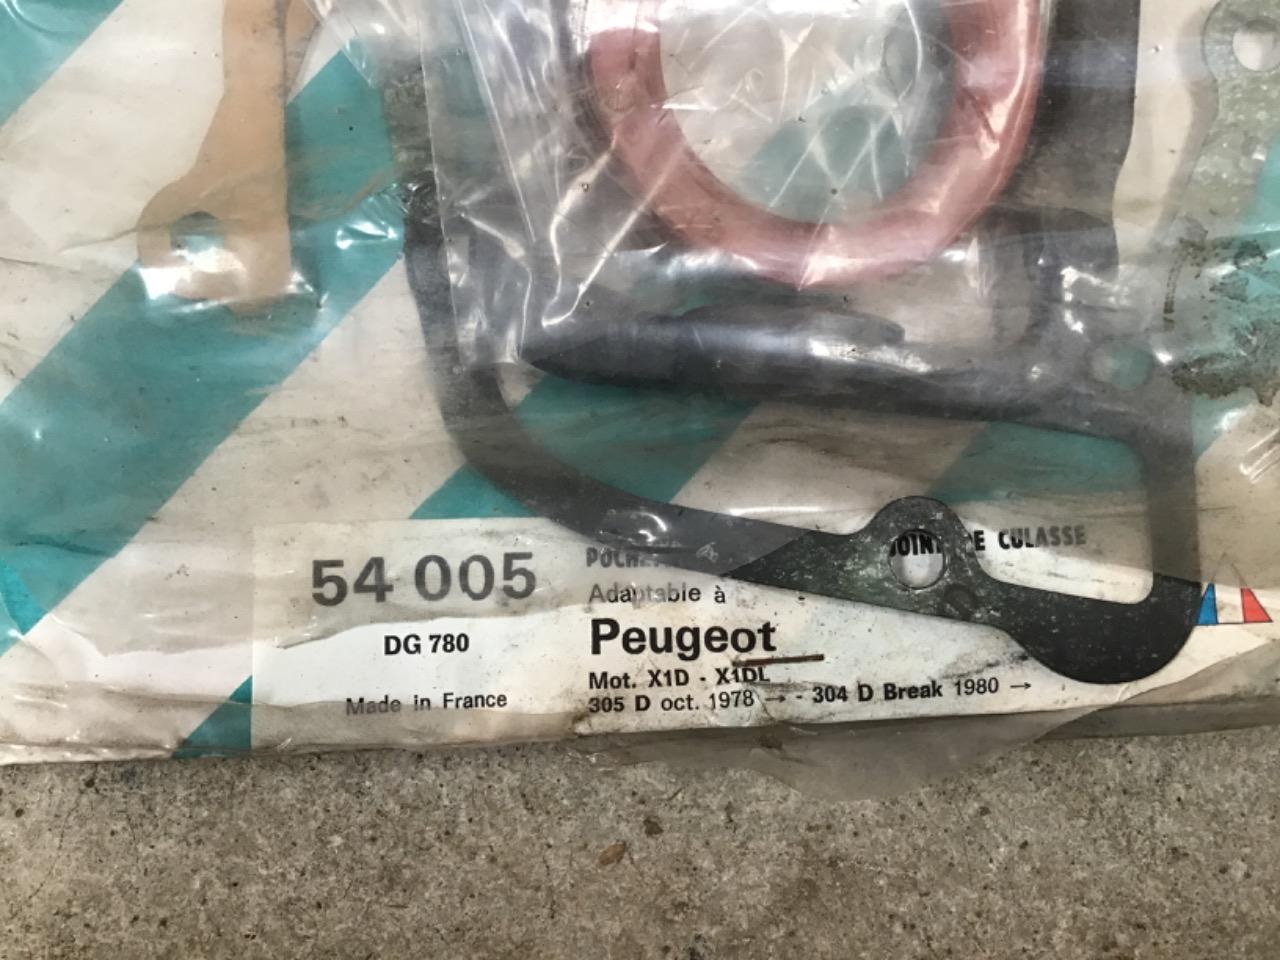 54 005
DG 780
Made in France
JOINT DE CULASSE
Adaptable à
Peugeot
Mot. X1D - X1DL
305 D oct. 1978 → - 304 D Break 1980 →